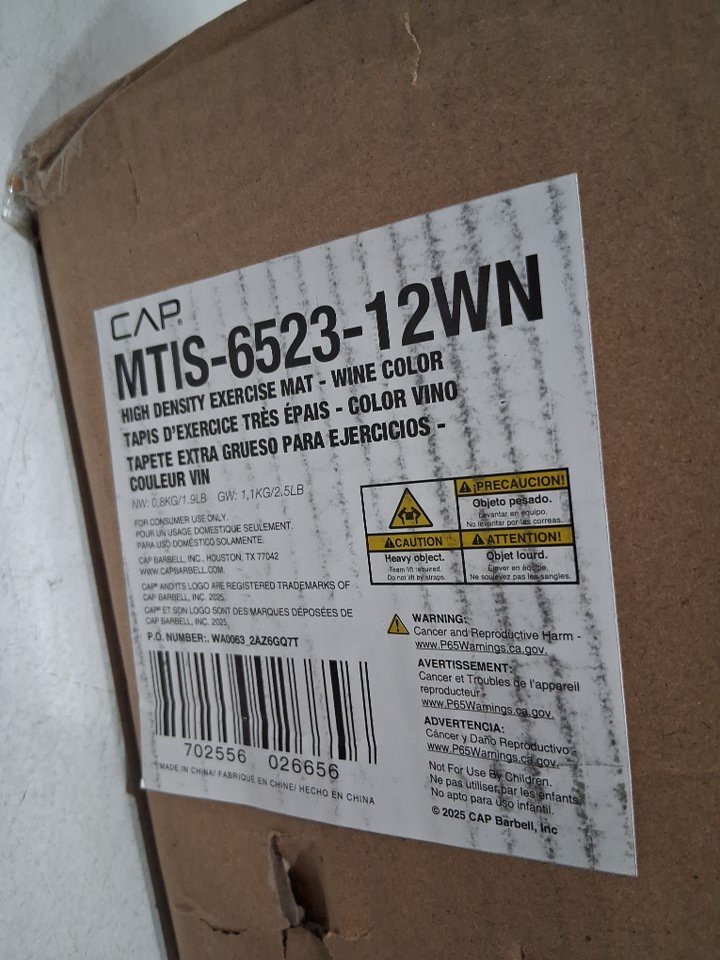 CAP®
MTIS-6523-12WN
HIGH DENSITY EXERCISE MAT - WINE COLOR
TAPIS D'EXERCICE TRÈS ÉPAIS - COLOR VINO
TAPETE EXTRA GRUESO PARA EJERCICIOS -
COULEUR VIN
NW: 0,8KG/1.9LB GW: 1,1KG/2.5LB
FOR CONSUMER USE ONLY.
POUR UN USAGE DOMESTIQUE SEULEMENT.
PARA USO DOMÉSTICO SOLAMENTE.
CAP BARBELL, INC. HOUSTON, TX 77042
WWW.CAPBARBELL.COM
CAP® AND ITS LOGO ARE REGISTERED TRADEMARKS OF
CAP BARBELL, INC. 2025.
CAP® ET SON LOGO SONT DES MARQUES DÉPOSÉES DE
CAP BARBELL, INC. 2025.
P.O. NUMBER:. WA0063_2AZ6GQ7T
702556 026656
MADE IN CHINA/ FABRIQUÉ EN CHINE/ HECHO EN CHINA
¡PRECAUCION!
Objeto pesado.
Levantar en equipo.
No levantar por las correas.
CAUTION
Heavy object.
Team lift required.
Do not lift by straps.
ATTENTION!
Objet lourd.
Élever en équipe.
Ne soulevez pas les sangles.
WARNING:
Cancer and Reproductive Harm -
www.P65Warnings.ca.gov.
AVERTISSEMENT:
Cancer et Troubles de l'appareil
reproducteur -
www.P65Warnings.ca.gov.
ADVERTENCIA:
Cáncer y Daño Reproductivo -
www.P65Warnings.ca.gov.
Not For Use By Children.
Ne pas utiliser par les enfants.
No apto para uso infantil.
© 2025 CAP Barbell, Inc